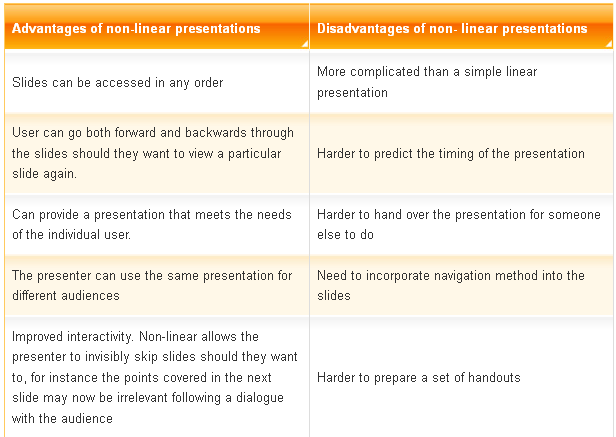 Advantages of non-linear presentations
Disadvantages of non- linear presentations
Slides can be accessed in any order
More complicated than a simple linear
presentation
User can go both forward and backwards through
the slides should they want to view a particular
slide again.
Harder to predict the timing of the presentation
Can provide a presentation that meets the needs
of the individual user.
Harder to hand over the presentation for someone
else to do
The presenter can use the same presentation for
different audiences
Need to incorporate navigation method into the
slides
Improved interactivity. Non-linear allows the
presenter to invisibly skip slides should they want
to, for instance the points covered in the next
slide may now be irrelevant following a dialogue
with the audience
Harder to prepare a set of handouts